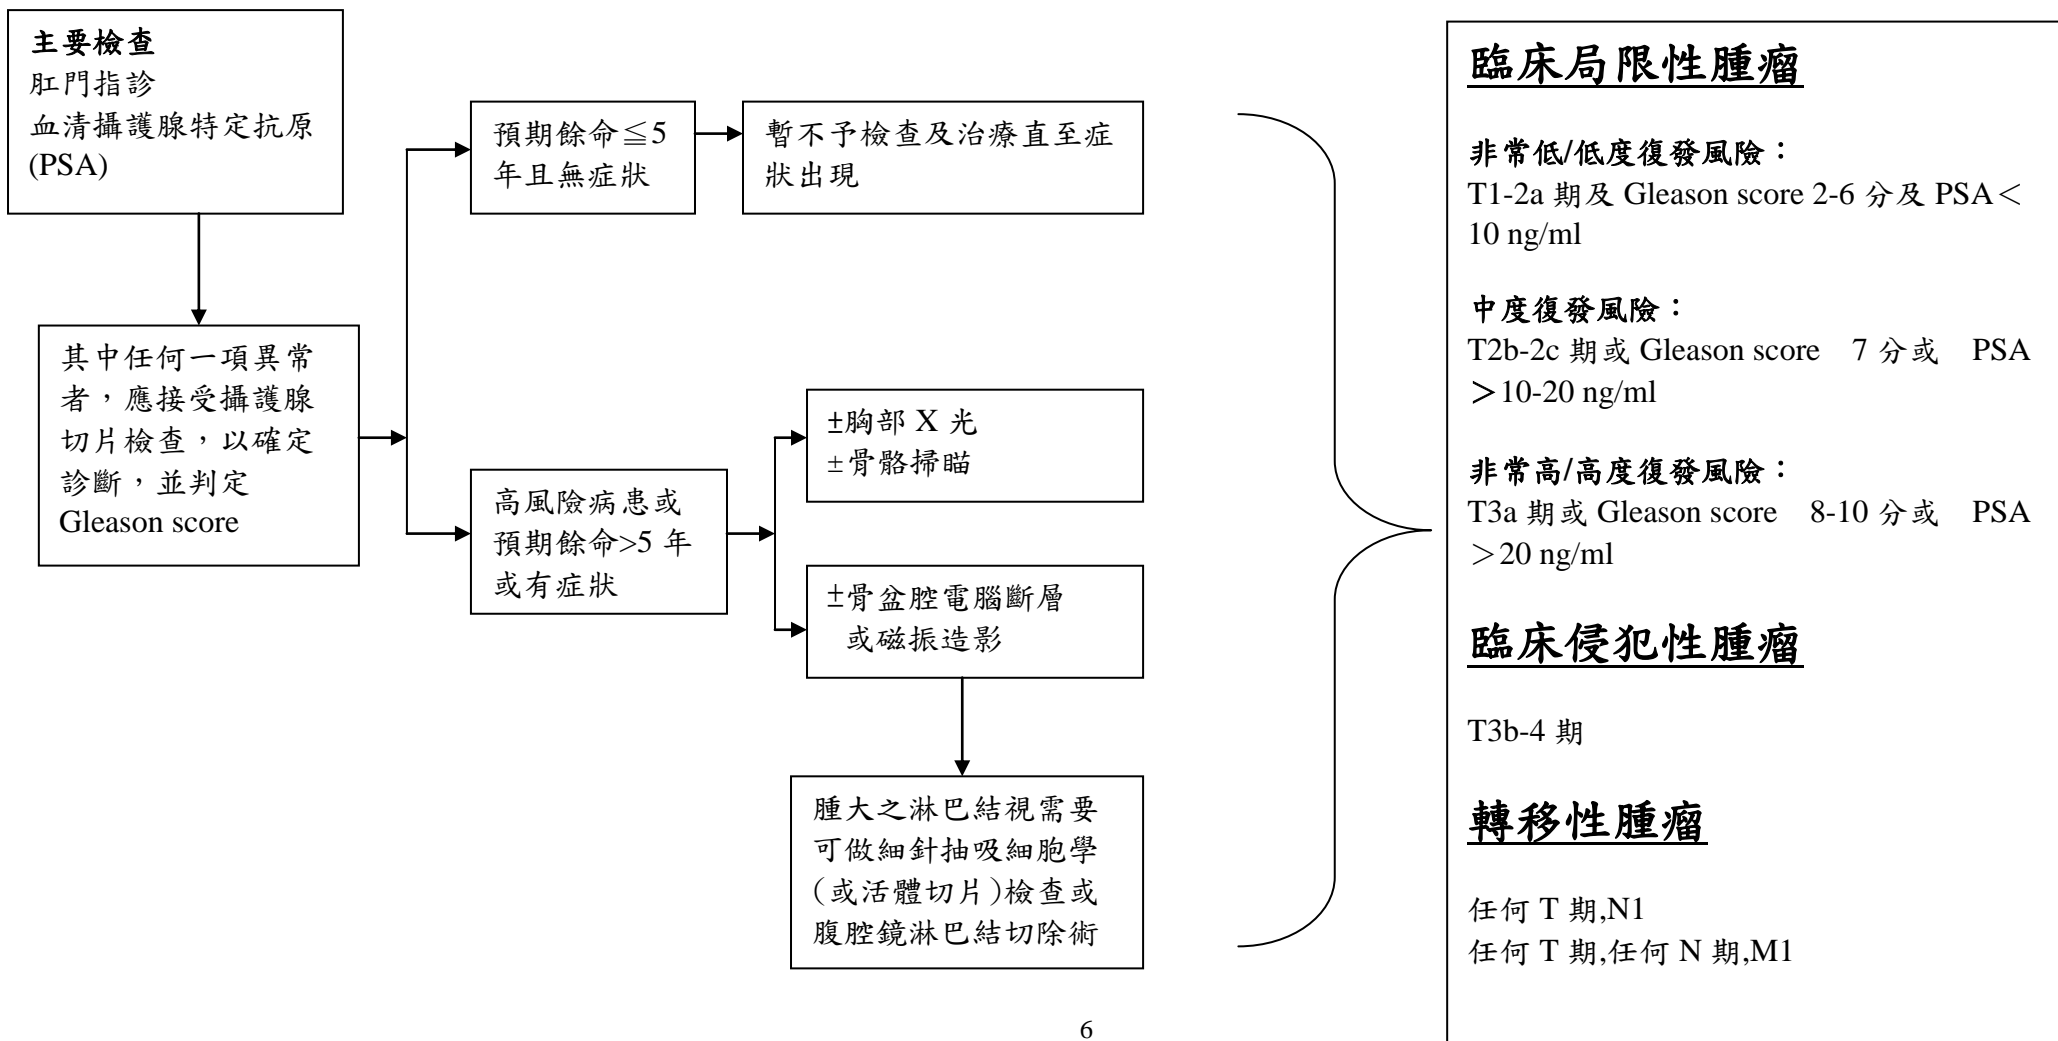 主要檢查
肛門指診
血清攝護腺特定抗原
(PSA)
其中任何一項異常
者，應接受攝護腺
切片檢查，以確定
診斷，並判定
Gleason score
預期餘命≦5
年且無症狀
暫不予檢查及治療直至症
狀出現
高風險病患或
預期餘命>5 年
或有症狀
±胸部 X 光
±骨骼掃瞄
±骨盆腔電腦斷層
或磁振造影
腫大之淋巴結視需要
可做細針抽吸細胞學
(或活體切片)檢查或
腹腔鏡淋巴結切除術
臨床局限性腫瘤
非常低/低度復發風險：
T1-2a 期及 Gleason score 2-6 分及 PSA＜
10 ng/ml
中度復發風險：
T2b-2c 期或 Gleason score 7 分或 PSA
＞10-20 ng/ml
非常高/高度復發風險：
T3a 期或 Gleason score 8-10 分或 PSA
＞20 ng/ml
臨床侵犯性腫瘤
T3b-4 期
轉移性腫瘤
任何 T 期,N1
任何 T 期,任何 N 期,M1
6